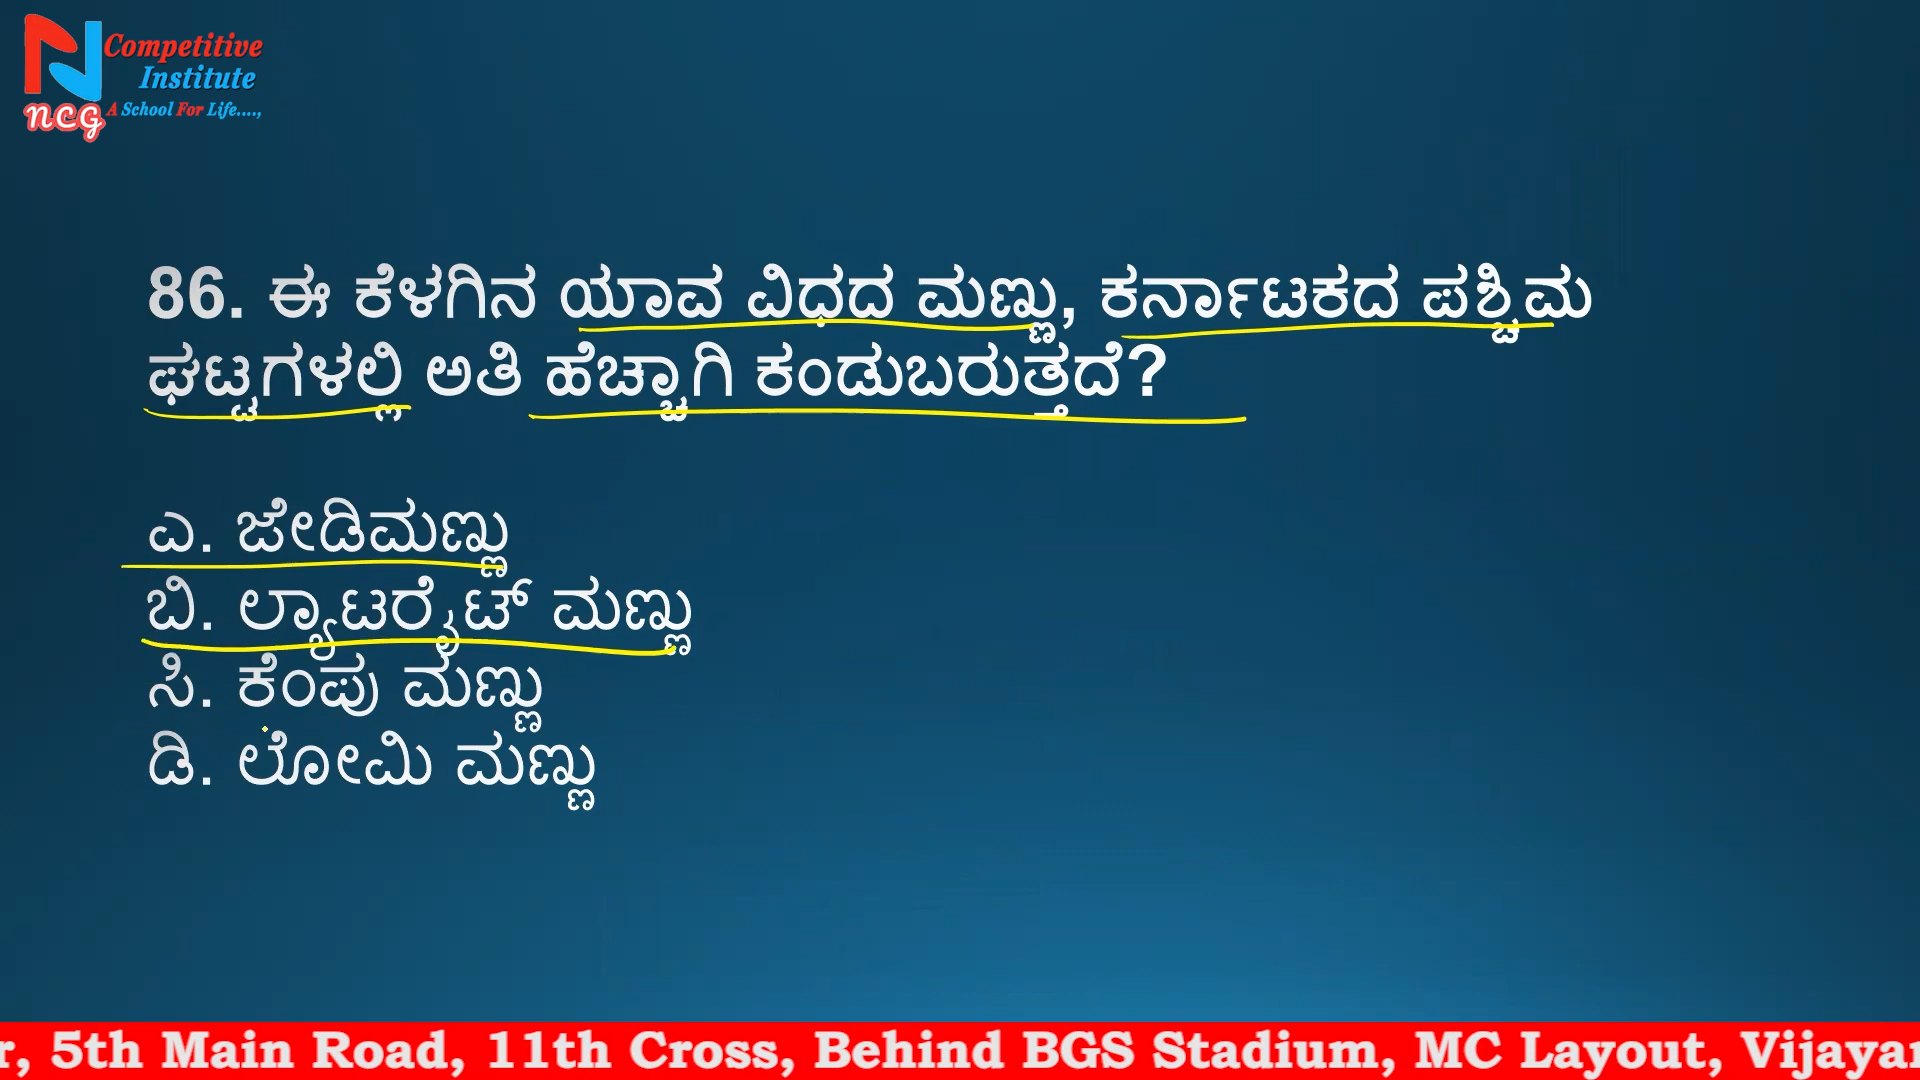 Competitive
Institute
ncg A School For Life....,
86. ಈ ಕೆಳಗಿನ ಯಾವ ವಿಧದ ಮಣ್ಣು, ಕರ್ನಾಟಕದ ಪಶ್ಚಿಮ
ಘಟ್ಟಗಳಲ್ಲಿ ಅತಿ ಹೆಚ್ಚಾಗಿ ಕಂಡುಬರುತ್ತದೆ?
ಎ. ಜೇಡಿಮಣ್ಣು
ಬಿ. ಲ್ಯಾಟರೈಟ್ ಮಣ್ಣು
ಸಿ. ಕೆಂಪು ಮಣ್ಣು
ಡಿ. ಲೋಮಿ ಮಣ್ಣು
r, 5th Main Road, 11th Cross, Behind BGS Stadium, MC Layout,